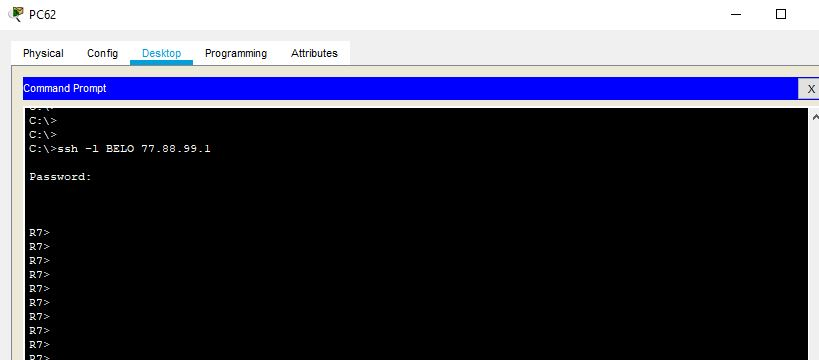 PC62
Physical Config Desktop Programming Attributes
Command Prompt X
C:\>
C:\>
C:\>
C:\>ssh -l BELO 77.88.99.1
Password:
R7>
R7>
R7>
R7>
R7>
R7>
R7>
R7>
R7>
R7>